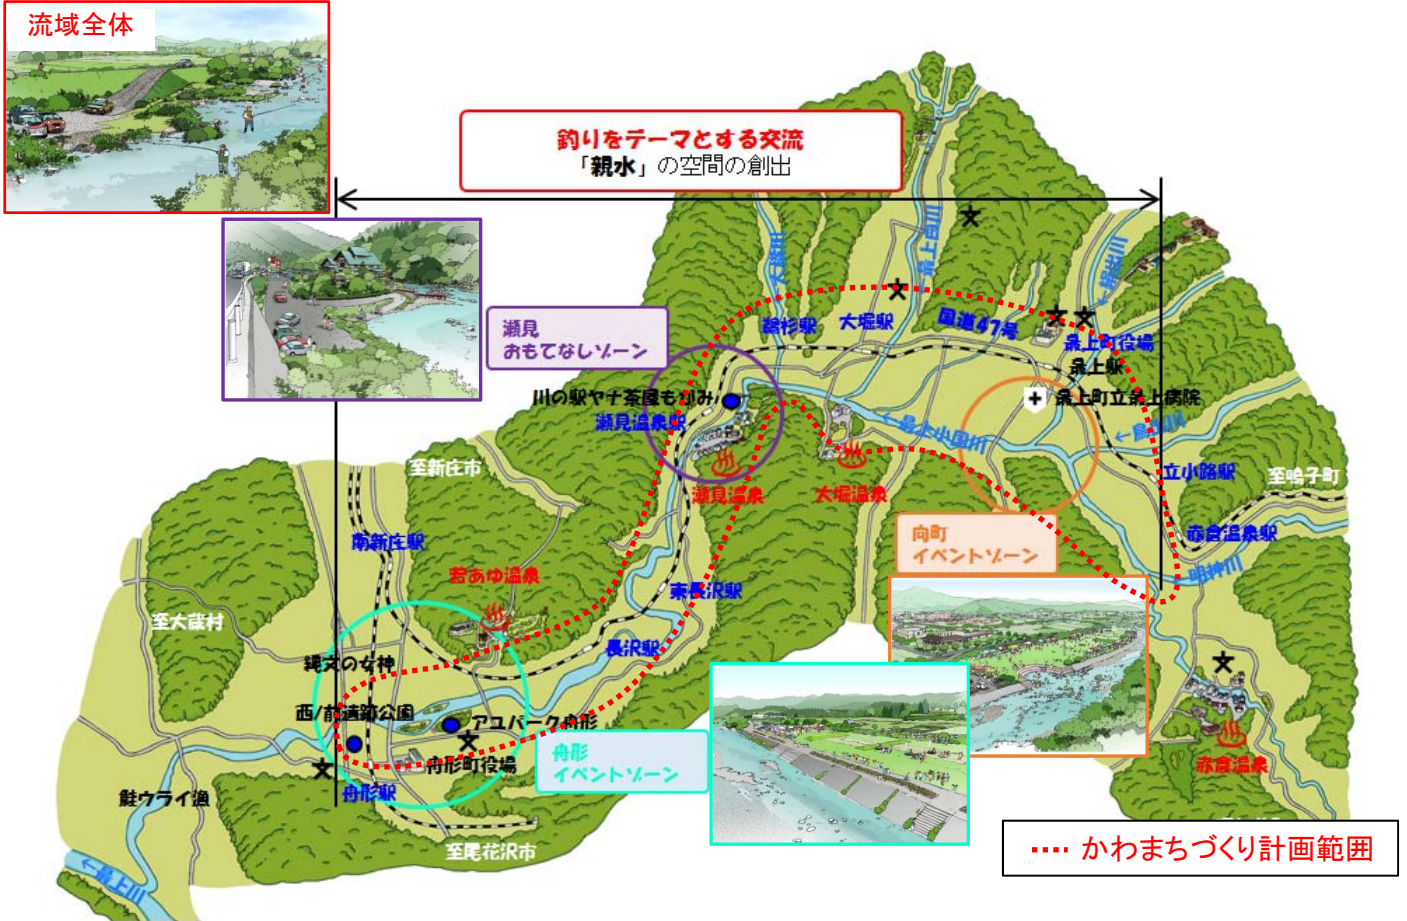 流域全体
釣りをテーマとする交流
「親水」の空間の創出
瀬見
おもてなしゾーン
最上白川
鵜杉駅
大堀駅
国道47号
最上町役場
最上駅
川の駅ヤナ茶屋もがみ
瀬見温泉駅
最上町立最上病院
←最上小国川
至新庄市
瀬見温泉
大堀温泉
立小路駅
至鳴子町
南新庄駅
向町
イベントゾーン
赤倉温泉駅
明神川
若あゆ温泉
東長沢駅
至大蔵村
縄文の女神
長沢駅
西ノ前遺跡公園
アユパーク舟形
舟形
イベントゾーン
舟形町役場
赤倉温泉
鮭ウライ漁
舟形駅
至尾花沢市
←最上川
かわまちづくり計画範囲